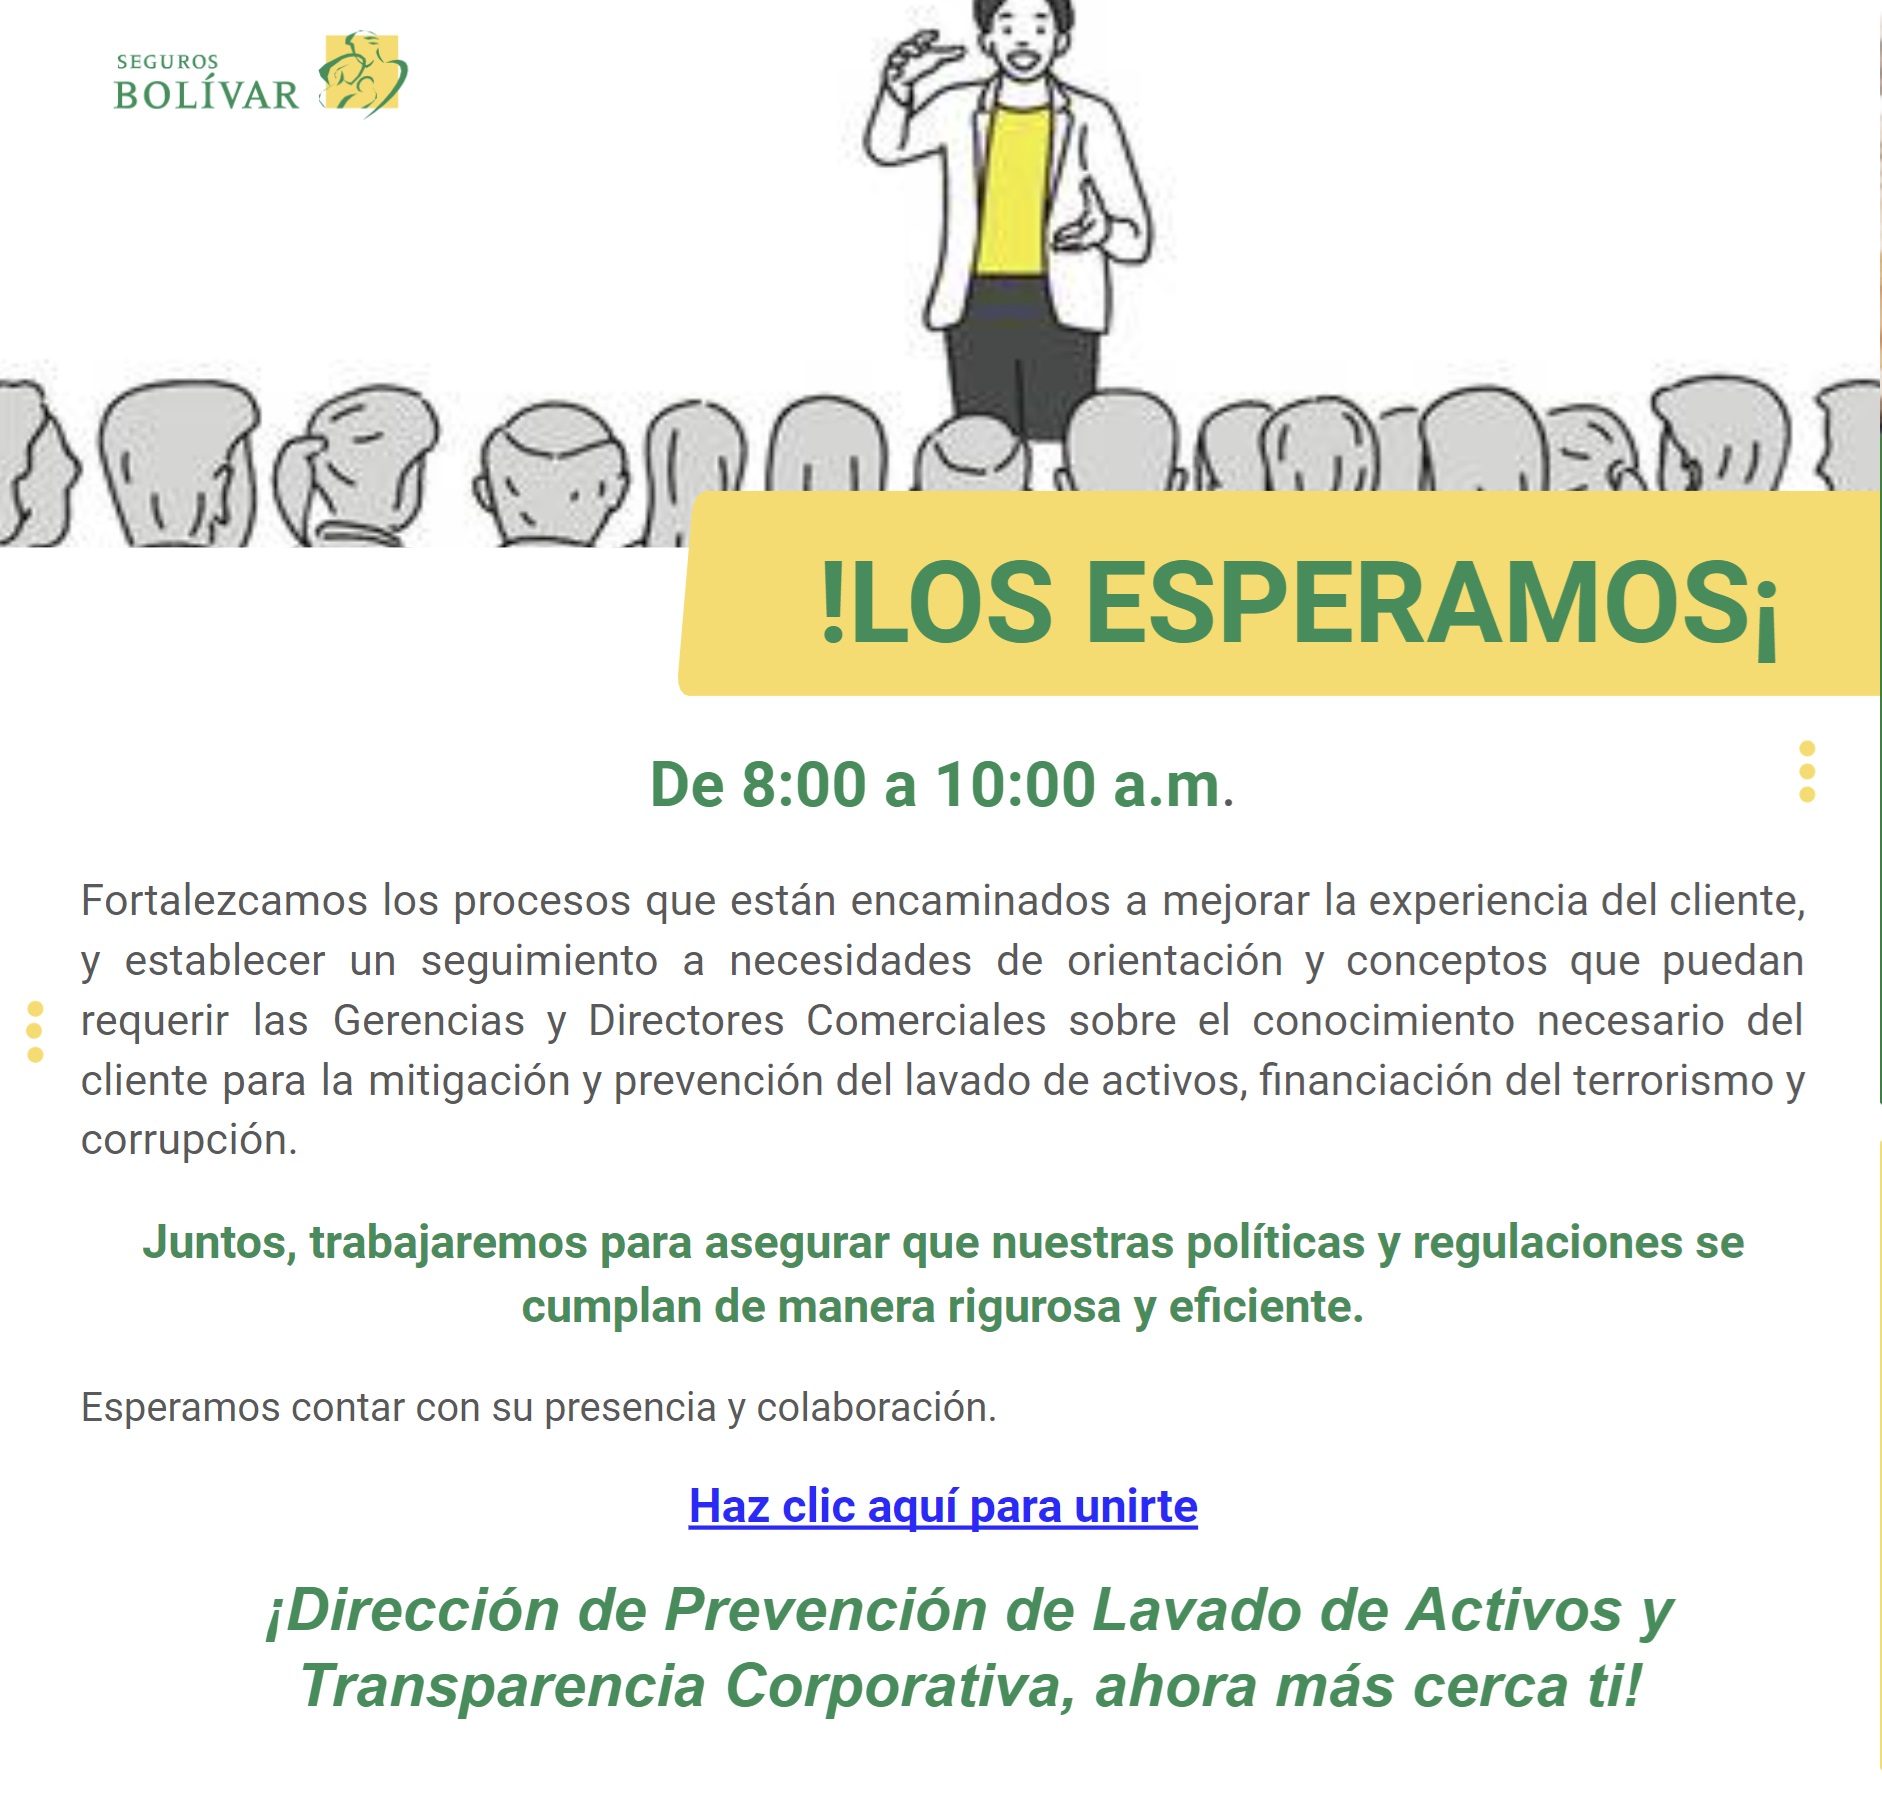 SEGUROS
BOLÍVAR
!LOS ESPERAMOS¡
De 8:00 a 10:00 a.m.
Fortalezcamos los procesos que están encaminados a mejorar la experiencia del cliente,
y establecer un seguimiento a necesidades de orientación y conceptos que puedan
requerir las Gerencias y Directores Comerciales sobre el conocimiento necesario del
cliente para la mitigación y prevención del lavado de activos, financiación del terrorismo y
corrupción.
Juntos, trabajaremos para asegurar que nuestras políticas y regulaciones se
cumplan de manera rigurosa y eficiente.
Esperamos contar con su presencia y colaboración.
Haz clic aquí para unirte
¡Dirección de Prevención de Lavado de Activos y
Transparencia Corporativa, ahora más cerca ti!